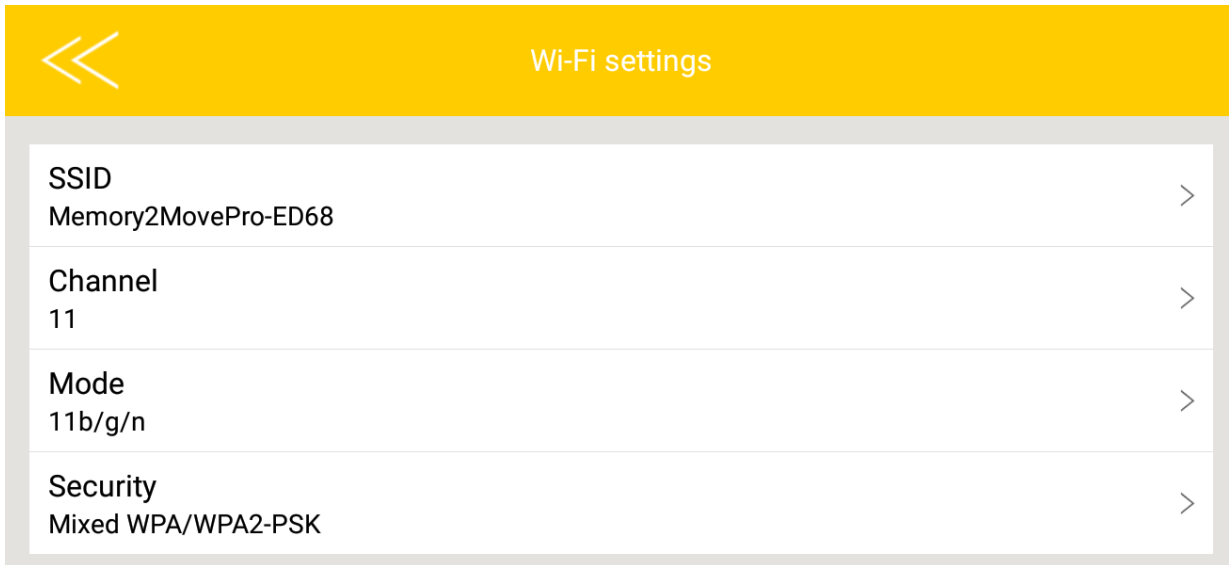 Wi-Fi settings
SSID
Memory2MovePro-ED68
Channel
11
Mode
11b/g/n
Security
Mixed WPA/WPA2-PSK